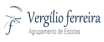 Vergílio ferreira
Agrupamento de Escolas